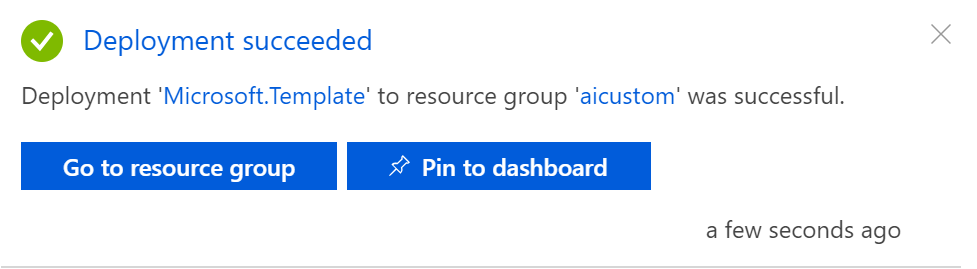 Deployment succeeded
Deployment 'Microsoft.Template' to resource group 'aicustom' was successful.
Go to resource group
Pin to dashboard
a few seconds ago